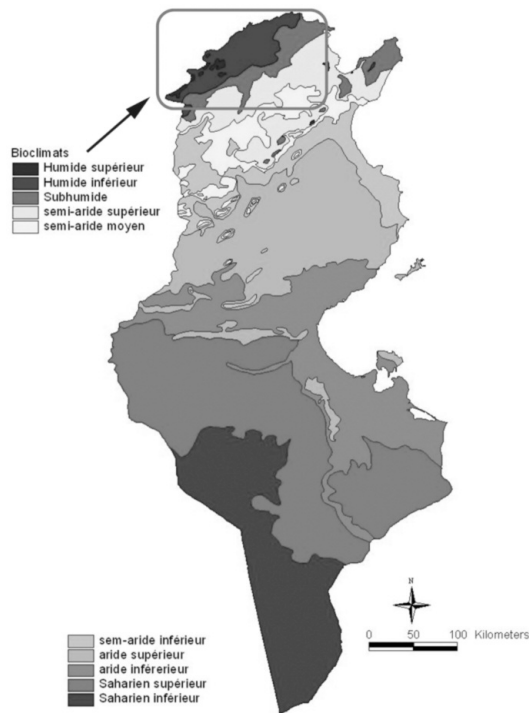 Bioclimats
Humide supérieur
Humide inférieur
Subhumide
semi-aride supérieur
semi-aride moyen
sem-aride inférieur
aride supérieur
aride inférerieur
Saharien supérieur
Saharien inférieur
N
0 50 100 Kilometers